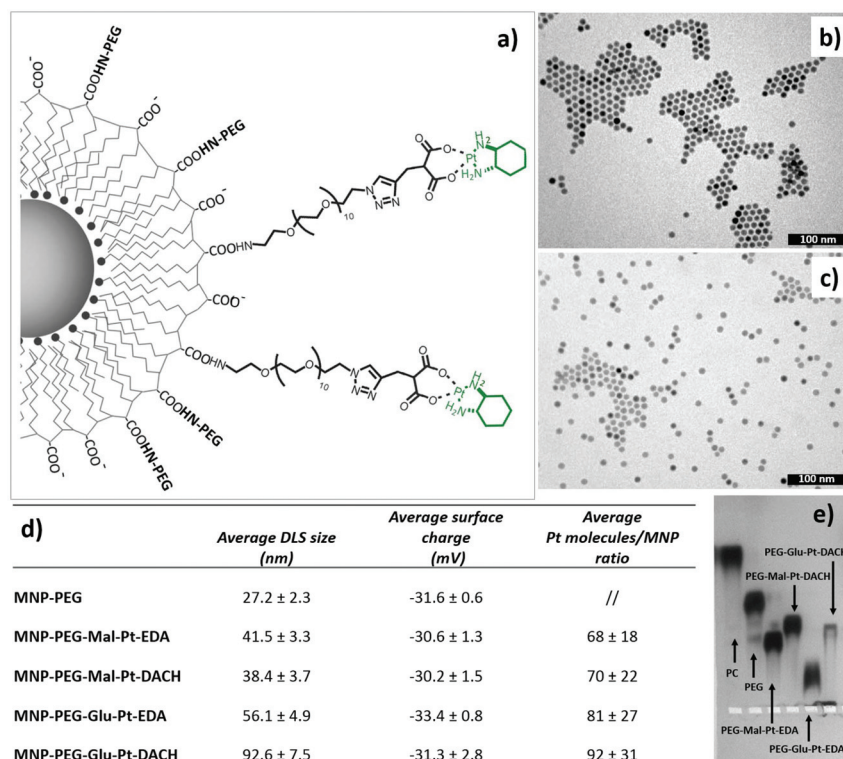 a)
COO⁻
COOHN-PEG
COO⁻
COOHN-PEG
COO⁻
COOHN
O
O
10
O
N
N=N
O
O
O
O
Pt
H
N₂
H₂N
COO⁻
COO⁻
COOHN
O
O
10
O
N
N=N
O
O
O
O
Pt
H
N₂
H₂N
COO⁻
COOHN-PEG
COO⁻
COOHN-PEG
COO⁻
COO⁻
b)
100 nm
c)
100 nm
d)
Average DLS size
(nm)
Average surface
charge
(mV)
Average
Pt molecules/MNP
ratio
MNP-PEG 27.2 ± 2.3 -31.6 ± 0.6 //
MNP-PEG-Mal-Pt-EDA 41.5 ± 3.3 -30.6 ± 1.3 68 ± 18
MNP-PEG-Mal-Pt-DACH 38.4 ± 3.7 -30.2 ± 1.5 70 ± 22
MNP-PEG-Glu-Pt-EDA 56.1 ± 4.9 -33.4 ± 0.8 81 ± 27
MNP-PEG-Glu-Pt-DACH 92.6 ± 7.5 -31.3 ± 2.8 92 ± 31
e)
PEG-Glu-Pt-DACH
PEG-Mal-Pt-DACH
PC
PEG
PEG-Mal-Pt-EDA
PEG-Glu-Pt-EDA